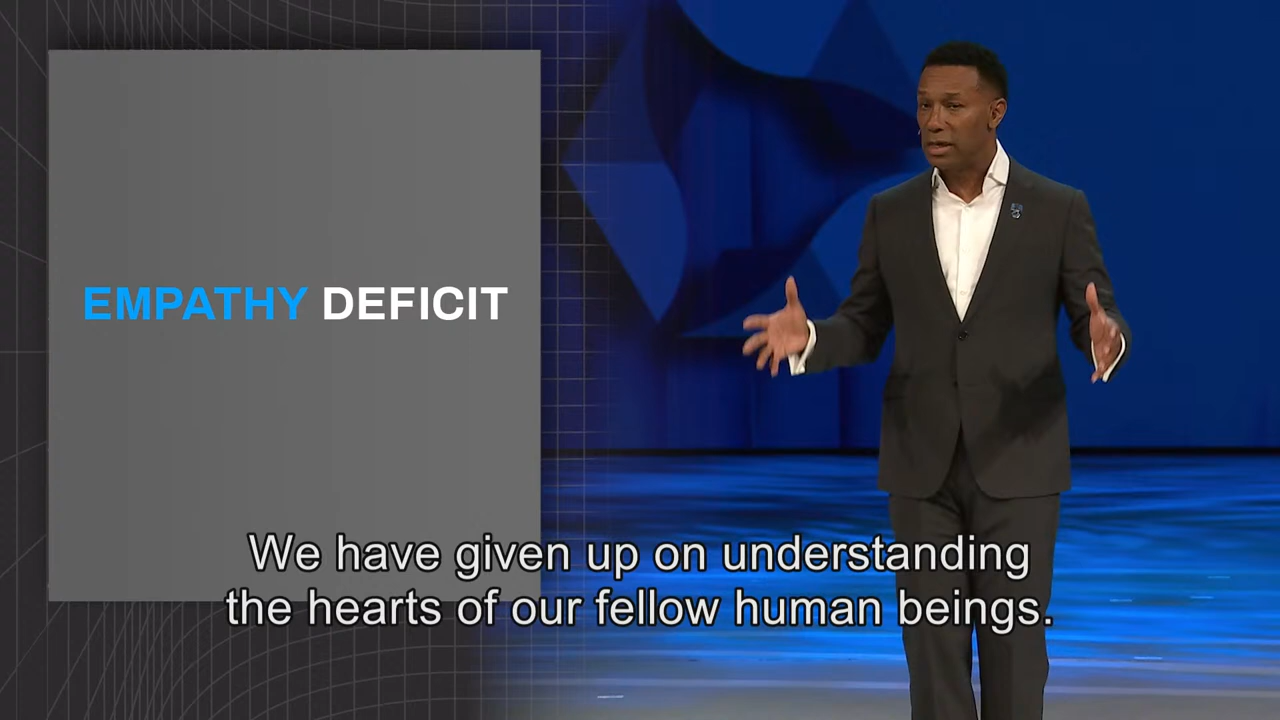 EMPATHY DEFICIT
We have given up on understanding
the hearts of our fellow human beings.